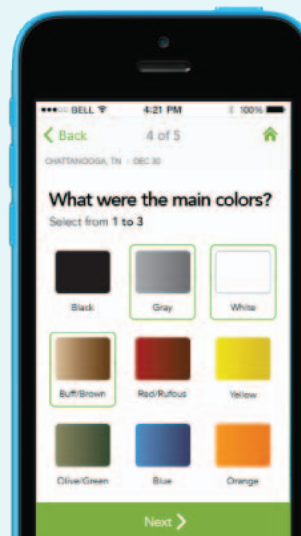 ●●●○○ BELL 4:21 PM 100%
Back 4 of 5
CHATTANOOGA, TN · DEC 30
What were the main colors?
Select from 1 to 3
Black Gray White
Buff/Brown Red/Rufous Yellow
Olive/Green Blue Orange
Next